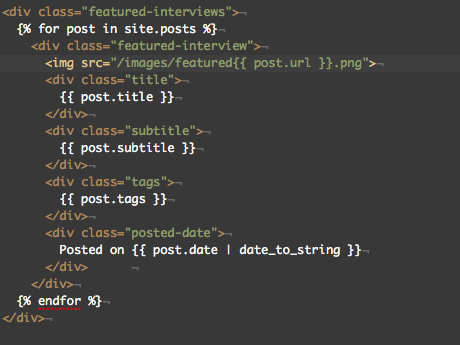 <div class="featured-interviews">¬
  {% for post in site.posts %}¬
    <div class="featured-interview">¬
      <img src="/images/featured{{ post.url }}.png">¬
      <div class="title">¬
        {{ post.title }}¬
      </div>¬
      <div class="subtitle">¬
        {{ post.subtitle }}¬
      </div>¬
      <div class="tags">¬
        {{ post.tags }}¬
      </div>¬
      <div class="posted-date">¬
        Posted on {{ post.date | date_to_string }}¬
      </div>      ¬
    </div>¬
  {% endfor %}¬
</div>¬